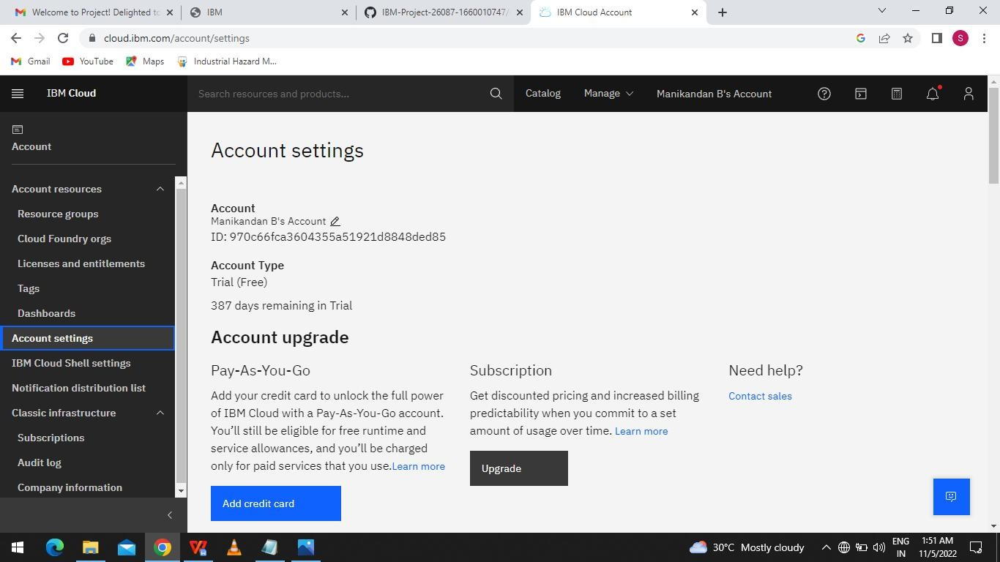 Welcome to Project! Delighted to
IBM
IBM-Project-26087-1660010747/
IBM Cloud Account
cloud.ibm.com/account/settings
S
Gmail
YouTube
Maps
Industrial Hazard M...
IBM Cloud
Search resources and products...
Catalog
Manage
Manikandan B's Account
Account
Account resources
Resource groups
Cloud Foundry orgs
Licenses and entitlements
Tags
Dashboards
Account settings
IBM Cloud Shell settings
Notification distribution list
Classic infrastructure
Subscriptions
Audit log
Company information
Account settings
Account
Manikandan B's Account
ID: 970c66fca3604355a51921d8848ded85
Account Type
Trial (Free)
387 days remaining in Trial
Account upgrade
Pay-As-You-Go
Add your credit card to unlock the full power
of IBM Cloud with a Pay-As-You-Go account.
You’ll still be eligible for free runtime and
service allowances, and you’ll be charged
only for paid services that you use.Learn more
Add credit card
Subscription
Get discounted pricing and increased billing
predictability when you commit to a set
amount of usage over time. Learn more
Upgrade
Need help?
Contact sales
30°C Mostly cloudy
ENG
IN
1:51 AM
11/5/2022